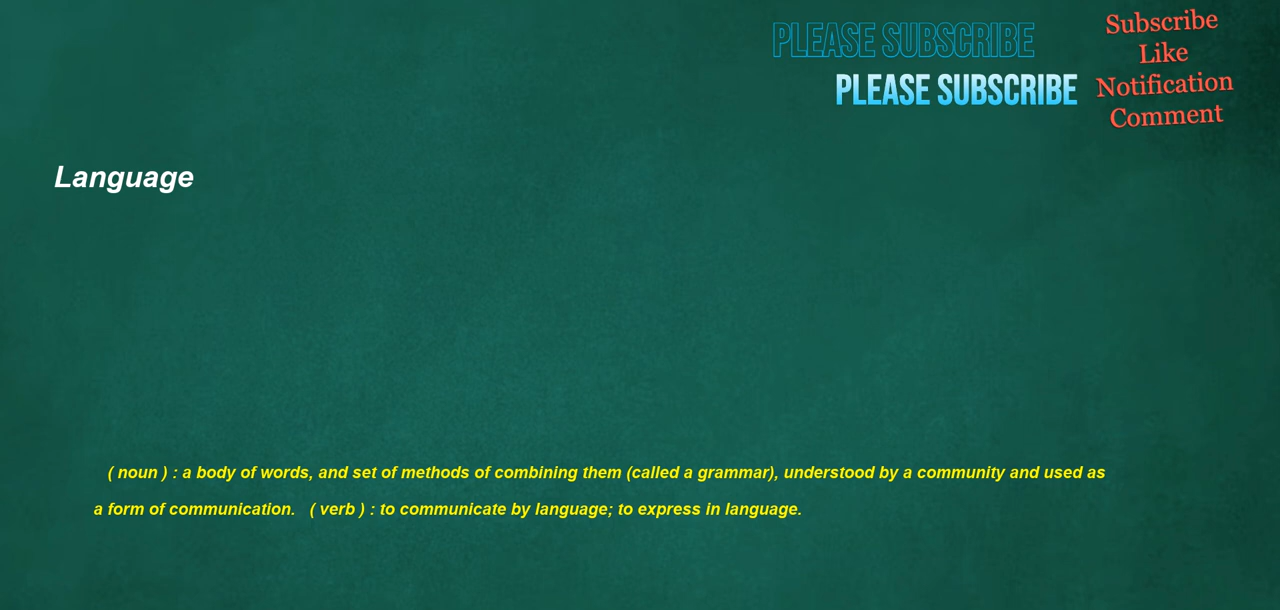 PLEASE SUBSCRIBE
PLEASE SUBSCRIBE
Subscribe
Like
Notification
Comment
Language
( noun ) : a body of words, and set of methods of combining them (called a grammar), understood by a community and used as
a form of communication. ( verb ) : to communicate by language; to express in language.